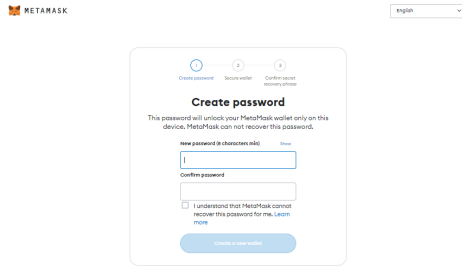 METAMASK
English
1 2 3
Create password Secure wallet Confirm secret
recovery phrase
Create password
This password will unlock your MetaMask wallet only on this
device. MetaMask can not recover this password.
New password (8 characters min) Show
Confirm password
I understand that MetaMask cannot
recover this password for me. Learn
more
Create a new wallet